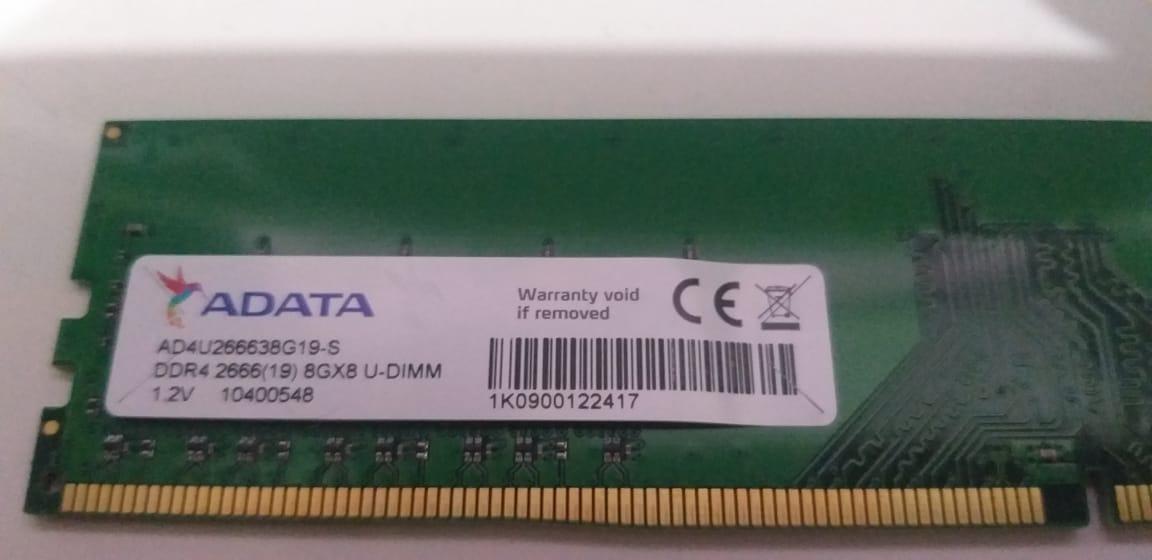 ADATA
Warranty void
if removed
CE
AD4U266638G19-S
DDR4 2666(19) 8GX8 U-DIMM
1.2V 10400548
1K0900122417